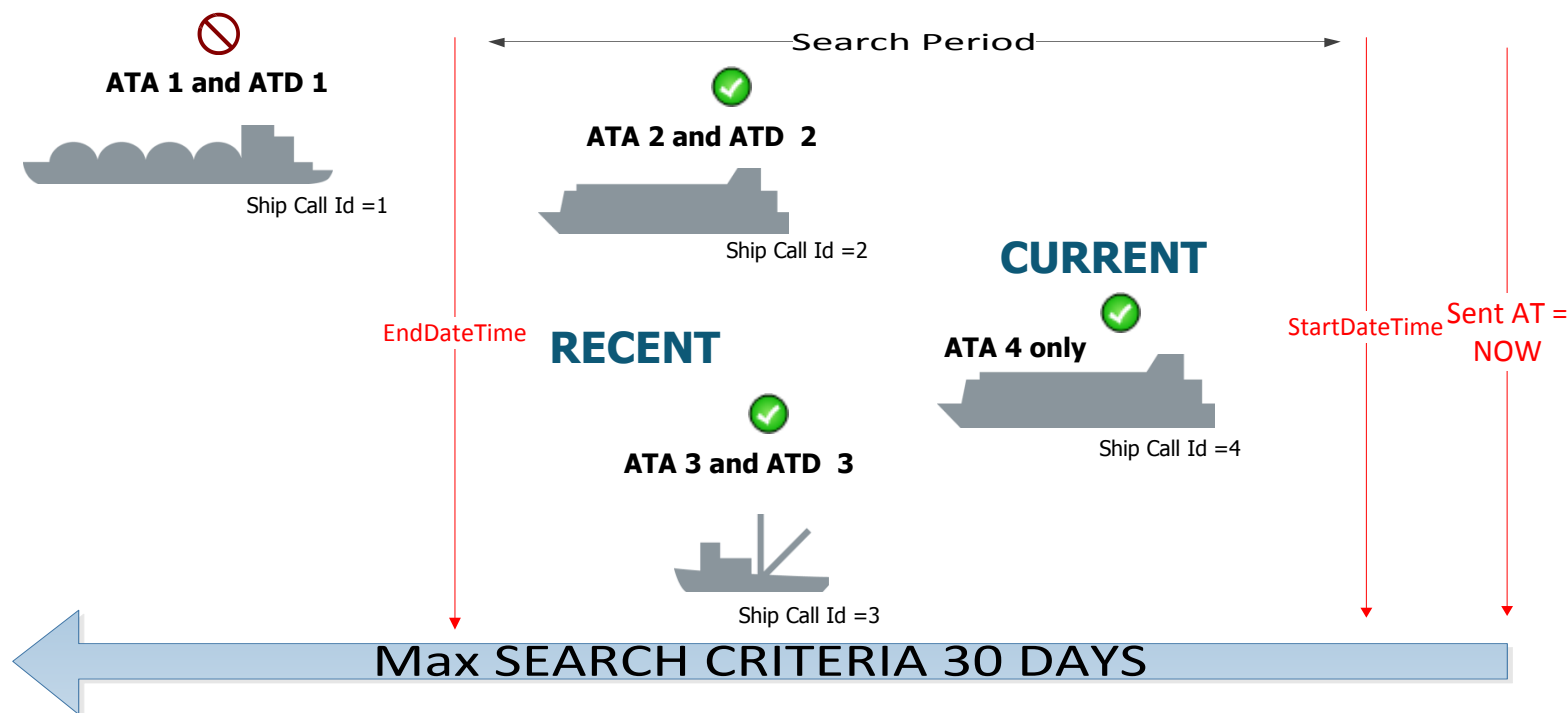 Search Period
ATA 1 and ATD 1
Ship Call Id =1
ATA 2 and ATD  2
Ship Call Id =2
CURRENT
EndDateTime
RECENT
ATA 4 only
Ship Call Id =4
StartDateTime
Sent AT =
NOW
ATA 3 and ATD  3
Ship Call Id =3
Max SEARCH CRITERIA 30 DAYS